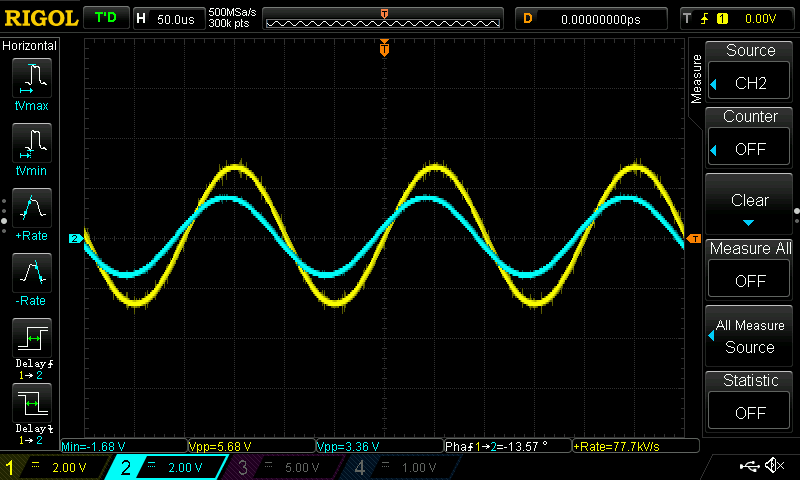 RIGOL T'D H 50.0us 500MSa/s 300k pts T D 0.00000000ps T 1 0.00V
Horizontal
T
Measure
Source
CH2
tVmax
Counter
OFF
tVmin
Clear
+Rate
2
T
Measure All
OFF
-Rate
All Measure
Source
Delay
1→2
Statistic
OFF
Delay
1→2
Min=-1.68 V Vpp=5.68 V Vpp=3.36 V Pha 1→2=-13.57 ° +Rate=77.7kV/s
1 2.00 V 2 2.00 V 3 5.00 V 4 1.00 V